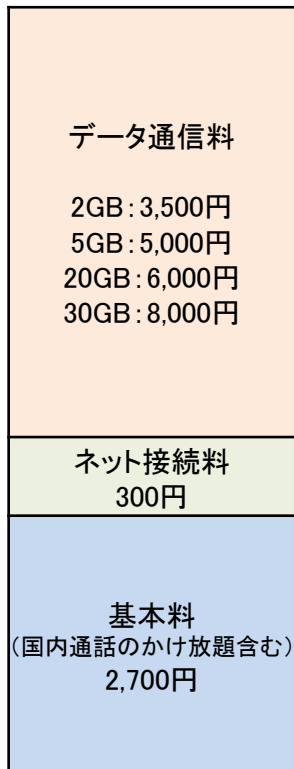 データ通信料
2GB：3,500円
5GB：5,000円
20GB：6,000円
30GB：8,000円
ネット接続料
300円
基本料
（国内通話のかけ放題含む）
2,700円